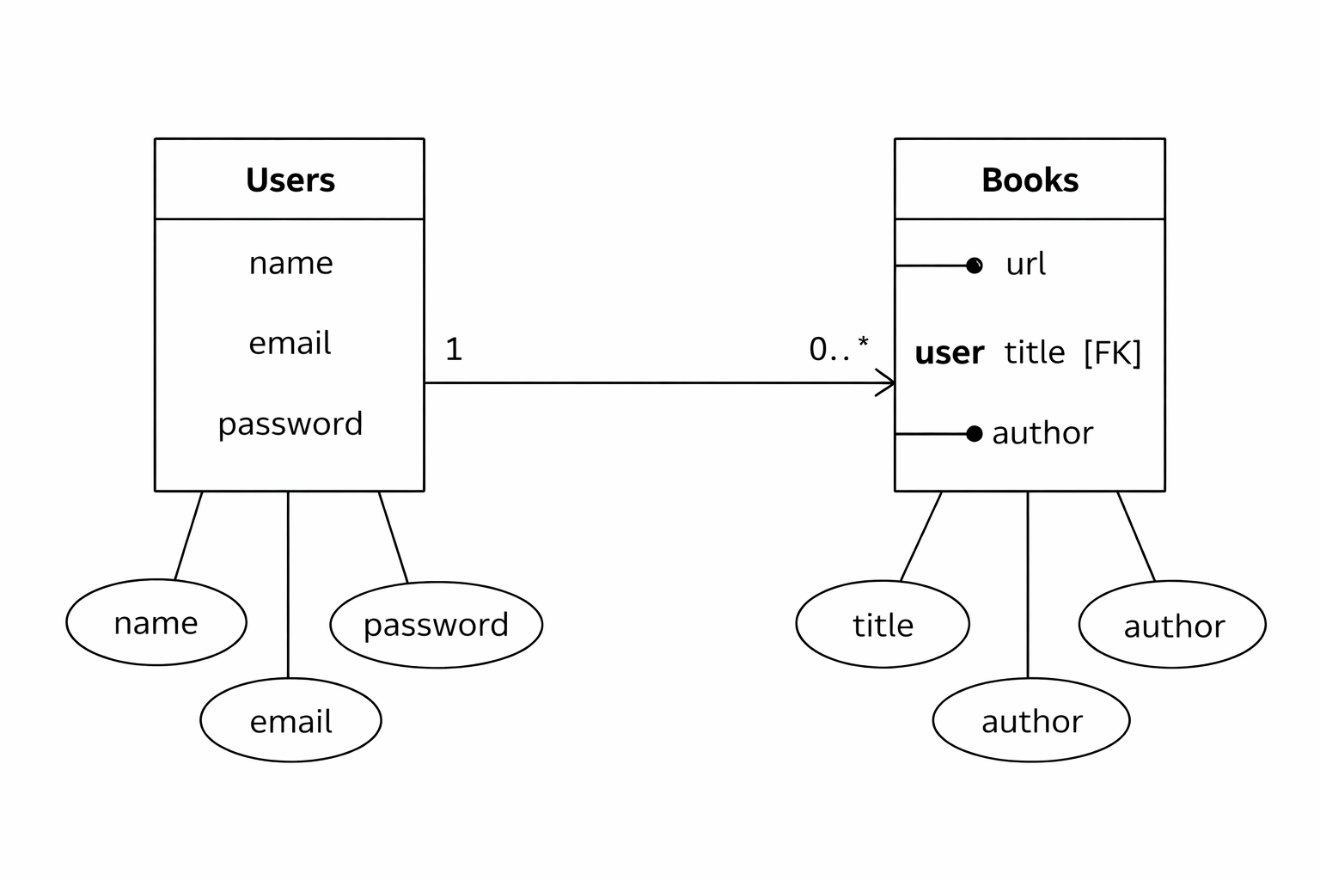 Users
name
email
password
1
0..*
Books
url
user title [FK]
author
name
email
password
title
author
author